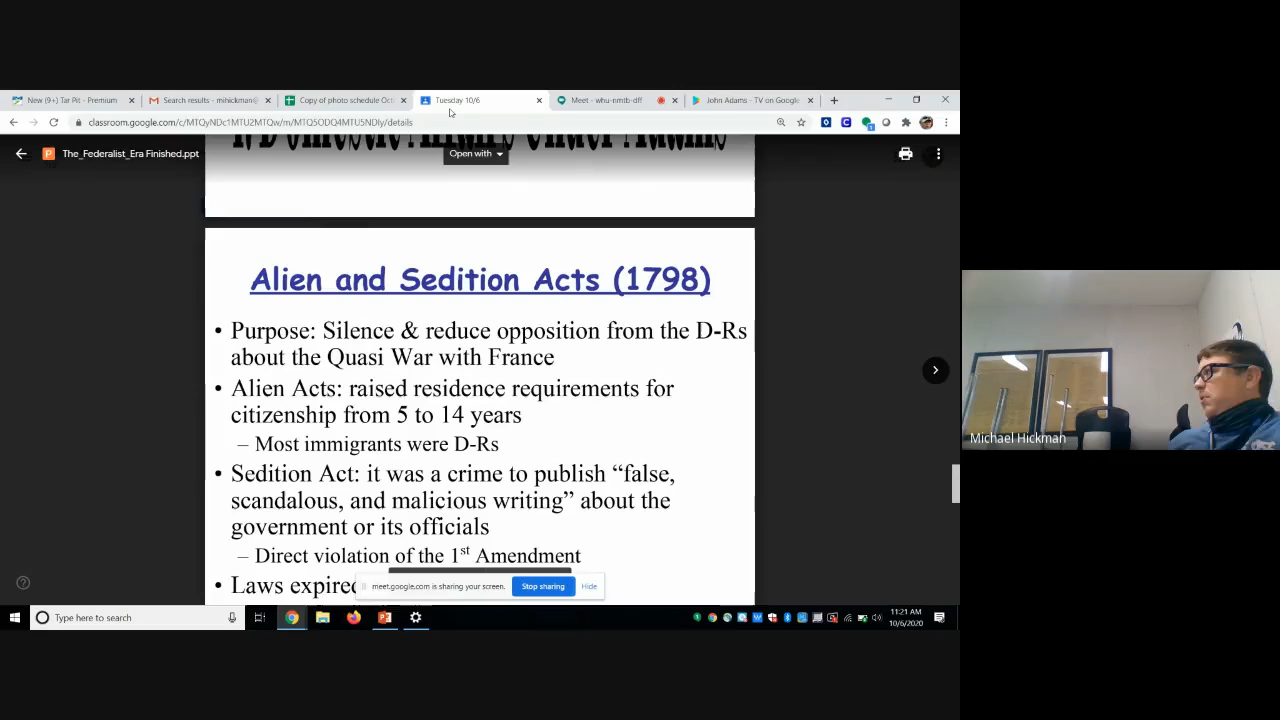 New (9+) Tar Pit - Premium
Search results - mihickman@
Copy of photo schedule Oct
Tuesday 10/6
Meet - whu-nmtb-dff
John Adams - TV on Google
classroom.google.com/c/MTQyNDc1MTU2MTQw/m/MTQ5ODQ4MTU5NDIy/details
The_Federalist_Era Finished.ppt
Open with
Domestic Affairs Under Adams
Alien and Sedition Acts (1798)
• Purpose: Silence & reduce opposition from the D-Rs
about the Quasi War with France
• Alien Acts: raised residence requirements for
citizenship from 5 to 14 years
– Most immigrants were D-Rs
• Sedition Act: it was a crime to publish “false,
scandalous, and malicious writing” about the
government or its officials
– Direct violation of the 1st Amendment
• Laws expired
meet.google.com is sharing your screen.
Stop sharing
Hide
Michael Hickman
Type here to search
11:21 AM
10/6/2020